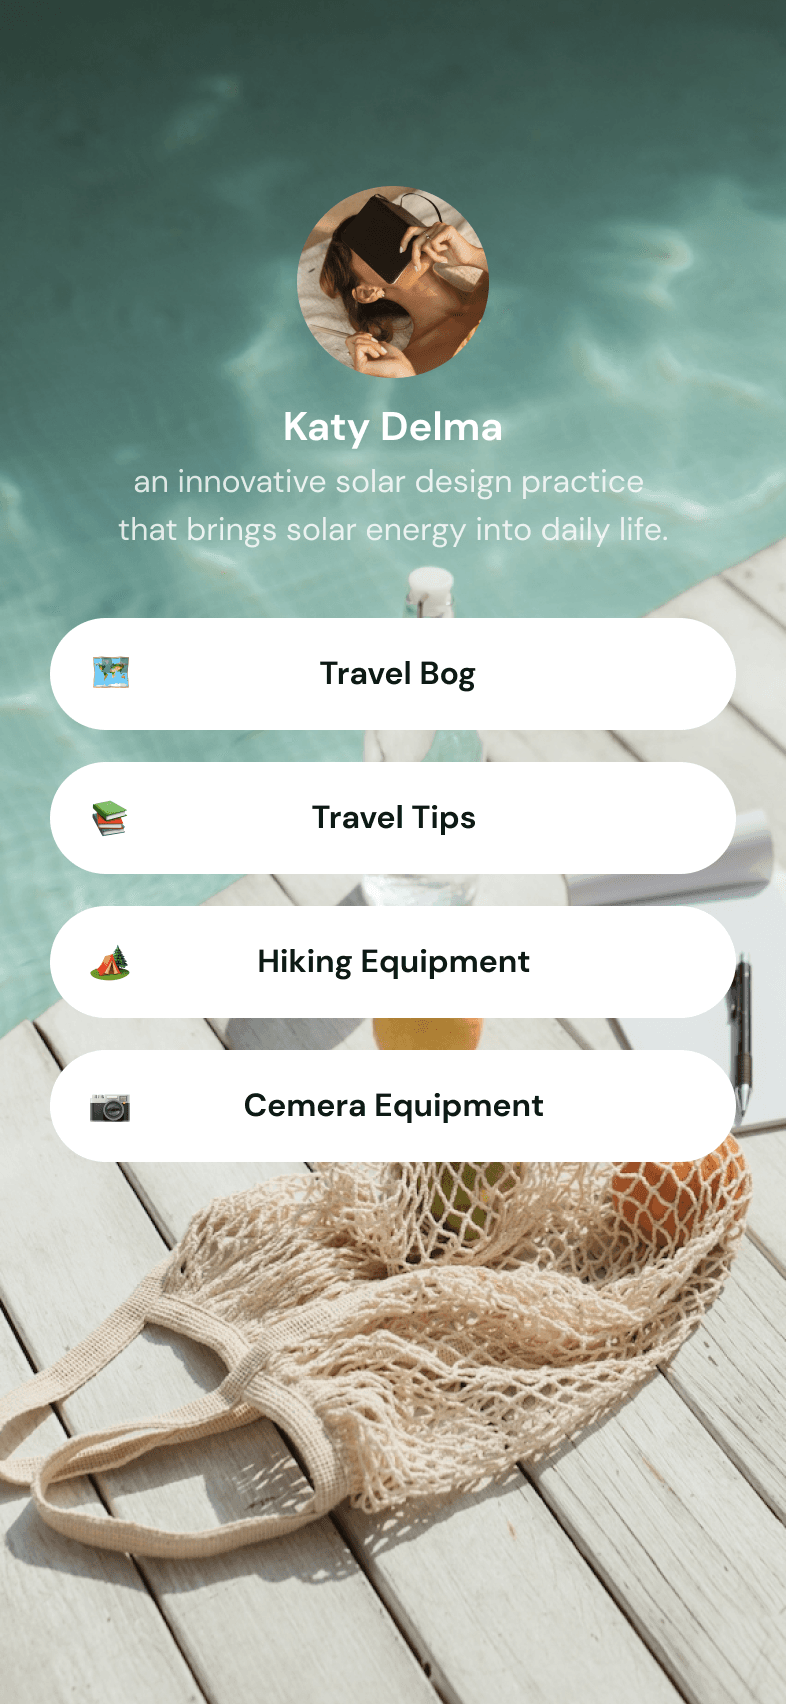 Katy Delma
an innovative solar design practice
that brings solar energy into daily life.
Travel Bog
Travel Tips
Hiking Equipment
Cemera Equipment